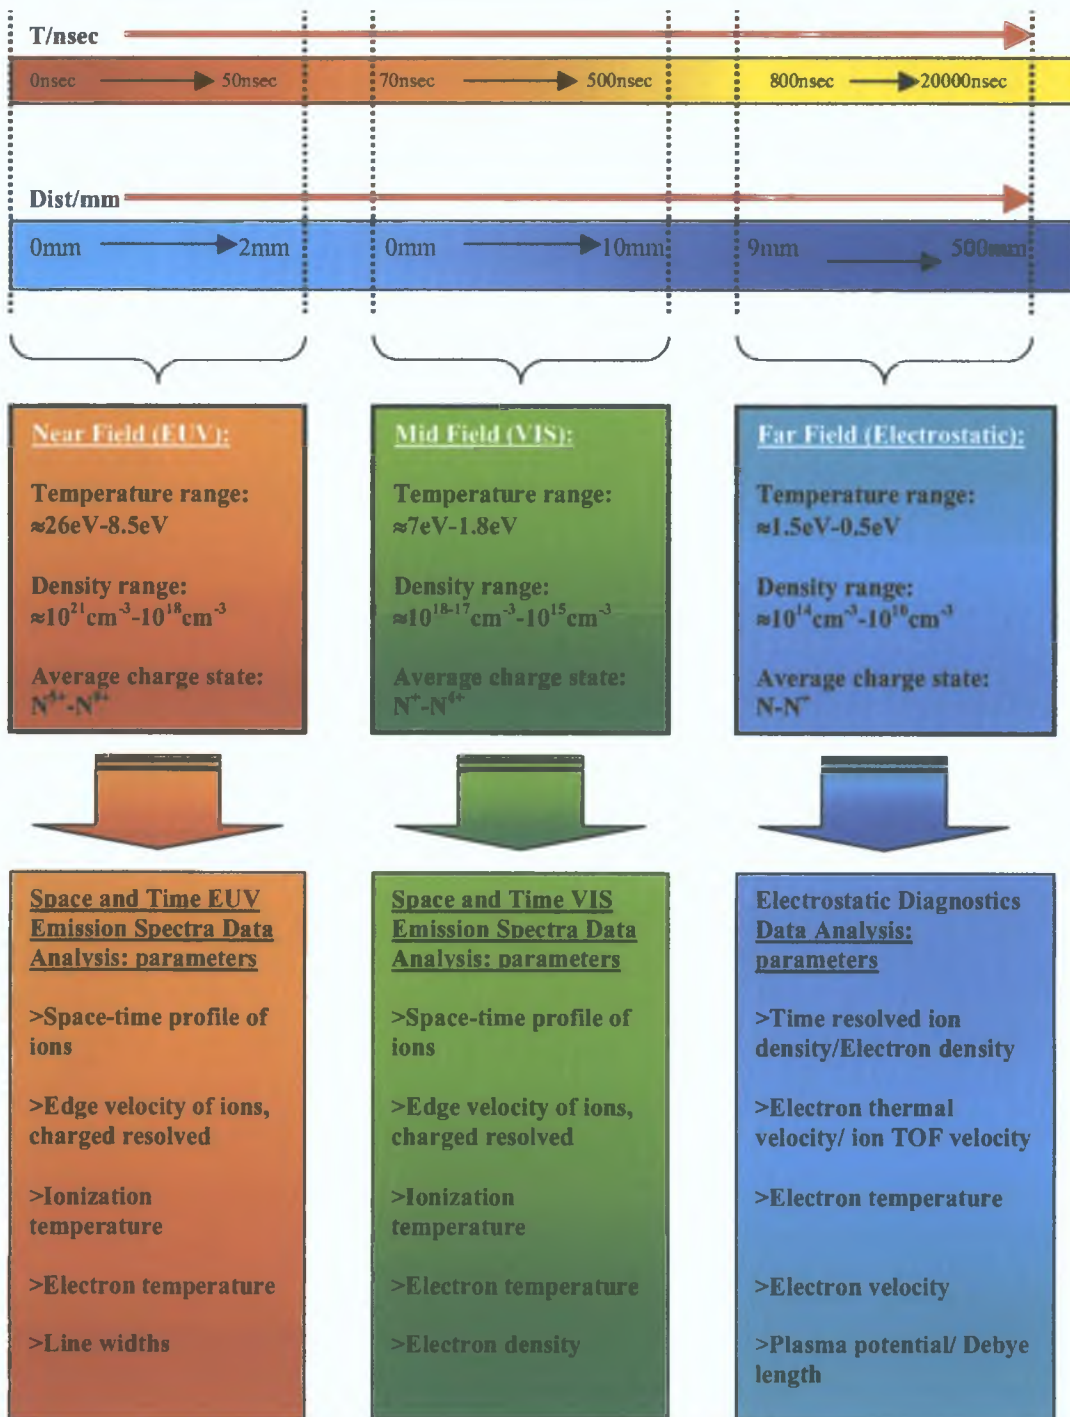 T/nsec
0nsec 50nsec 70nsec 500nsec 800nsec 20000nsec
Dist/mm
0mm 2mm 0mm 10mm 9mm 500mm
Near Field (EUV):
Temperature range:
≈26eV-8.5eV
Density range:
≈10²¹cm⁻³-10¹⁸cm⁻³
Average charge state:
Mid Field (VIS):
Temperature range:
≈7eV-1.8eV
Density range:
≈10¹⁸⁻¹⁷cm⁻³-10¹⁵cm⁻³
Average charge state:
N⁺-N⁴⁺
Far Field (Electrostatic):
Temperature range:
≈1.5eV-0.5eV
Density range:
≈10¹⁴cm⁻³-10¹⁰cm⁻³
Average charge state:
N-N⁺
Space and Time EUV
Emission Spectra Data
Analysis: parameters
>Space-time profile of
ions
>Edge velocity of ions,
charged resolved
>Ionization
temperature
>Electron temperature
>Line widths
Space and Time VIS
Emission Spectra Data
Analysis: parameters
>Space-time profile of
ions
>Edge velocity of ions,
charged resolved
>Ionization
temperature
>Electron temperature
>Electron density
Electrostatic Diagnostics
Data Analysis:
parameters
>Time resolved ion
density/Electron density
>Electron thermal
velocity/ ion TOF velocity
>Electron temperature
>Electron velocity
>Plasma potential/ Debye
length